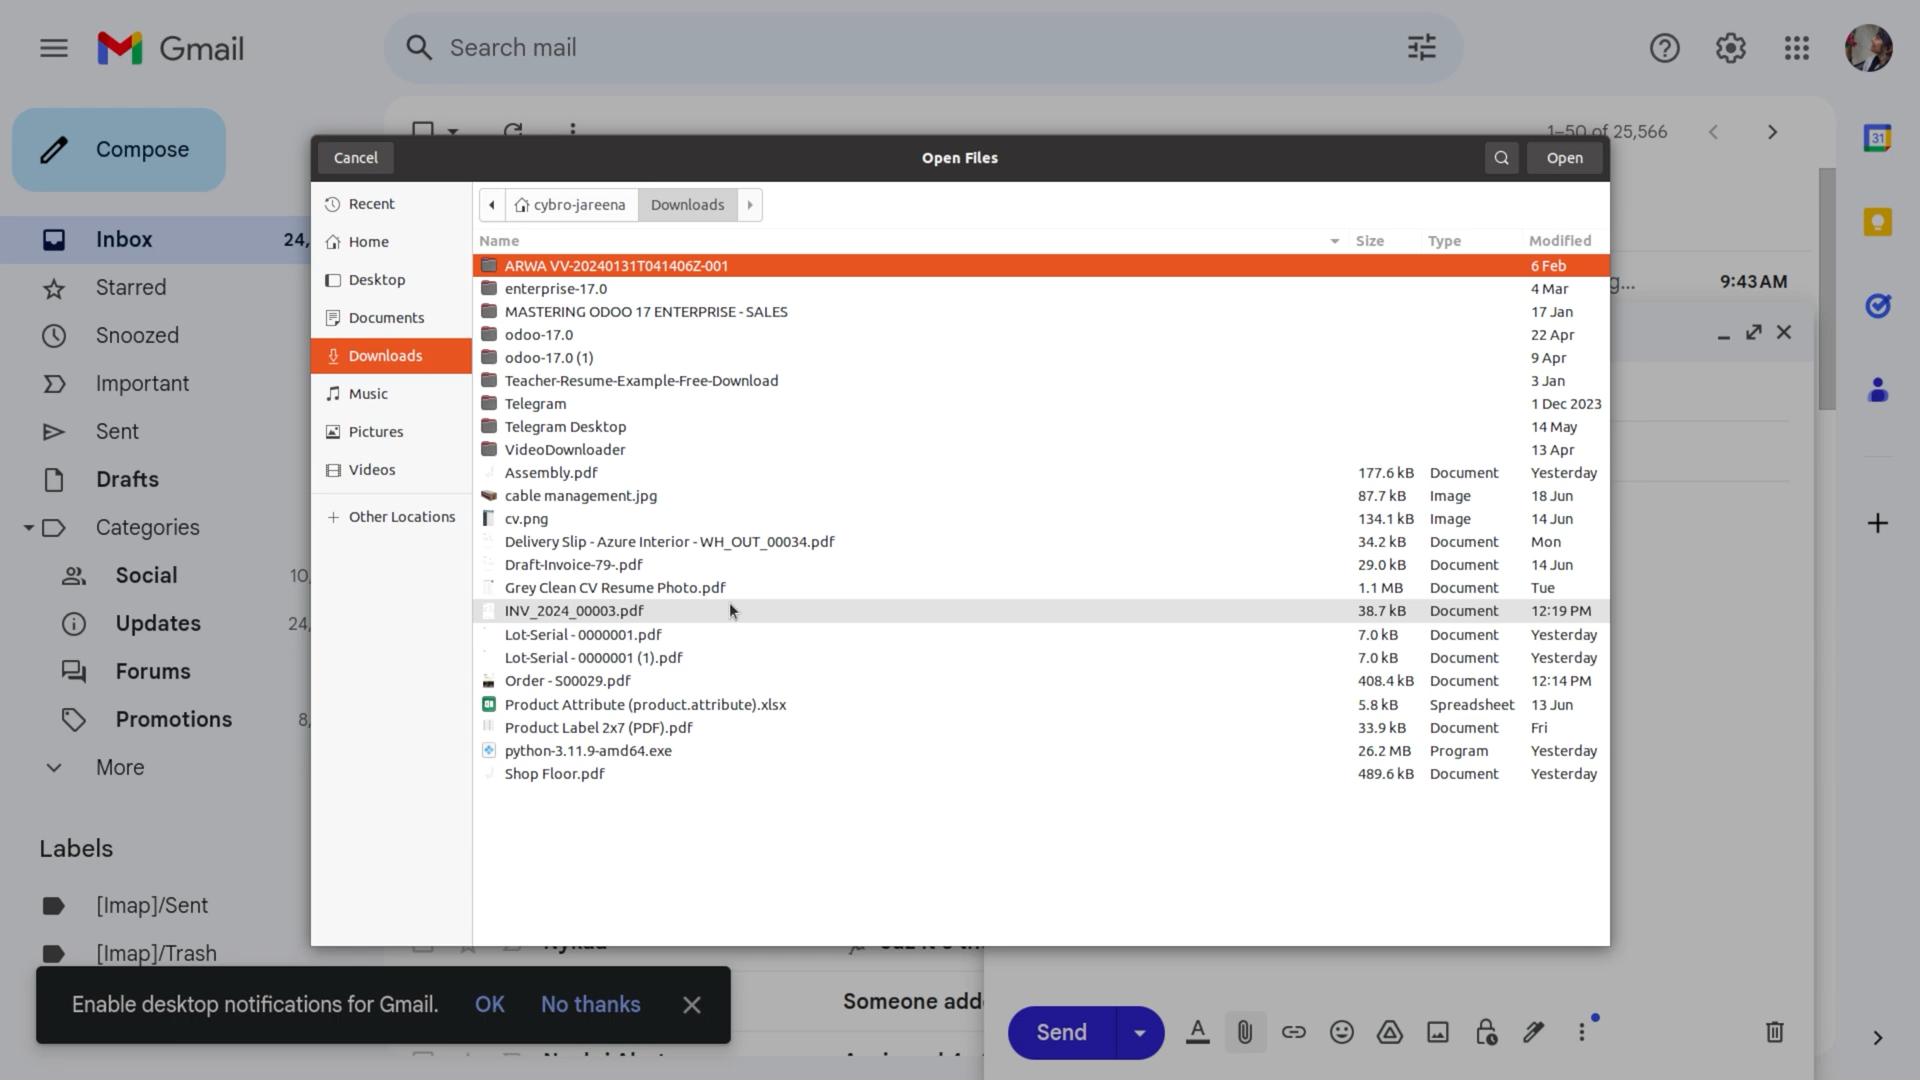 Gmail
Search mail
Compose
1–50 of 25,566
Cancel
Open Files
Open
Recent
Home
Desktop
Documents
Downloads
Music
Pictures
Videos
Other Locations
cybro-jareena
Downloads
Name Size Type Modified
ARWA VV-20240131T041406Z-001 6 Feb
enterprise-17.0 4 Mar
MASTERING ODOO 17 ENTERPRISE - SALES 17 Jan
odoo-17.0 22 Apr
odoo-17.0 (1) 9 Apr
Teacher-Resume-Example-Free-Download 3 Jan
Telegram 1 Dec 2023
Telegram Desktop 14 May
VideoDownloader 13 Apr
Assembly.pdf 177.6 kB Document Yesterday
cable management.jpg 87.7 kB Image 18 Jun
cv.png 134.1 kB Image 14 Jun
Delivery Slip - Azure Interior - WH_OUT_00034.pdf 34.2 kB Document Mon
Draft-Invoice-79-.pdf 29.0 kB Document 14 Jun
Grey Clean CV Resume Photo.pdf 1.1 MB Document Tue
INV_2024_00003.pdf 38.7 kB Document 12:19 PM
Lot-Serial - 0000001.pdf 7.0 kB Document Yesterday
Lot-Serial - 0000001 (1).pdf 7.0 kB Document Yesterday
Order - S00029.pdf 408.4 kB Document 12:14 PM
Product Attribute (product.attribute).xlsx 5.8 kB Spreadsheet 13 Jun
Product Label 2x7 (PDF).pdf 33.9 kB Document Fri
python-3.11.9-amd64.exe 26.2 MB Program Yesterday
Shop Floor.pdf 489.6 kB Document Yesterday
Inbox 24,
Starred
Snoozed
Important
Sent
Drafts
Categories
Social 10,
Updates 24,
Forums
Promotions 8,
More
Labels
[Imap]/Sent
[Imap]/Trash
g... 9:43 AM
31
Enable desktop notifications for Gmail. OK No thanks
Someone adde
Send